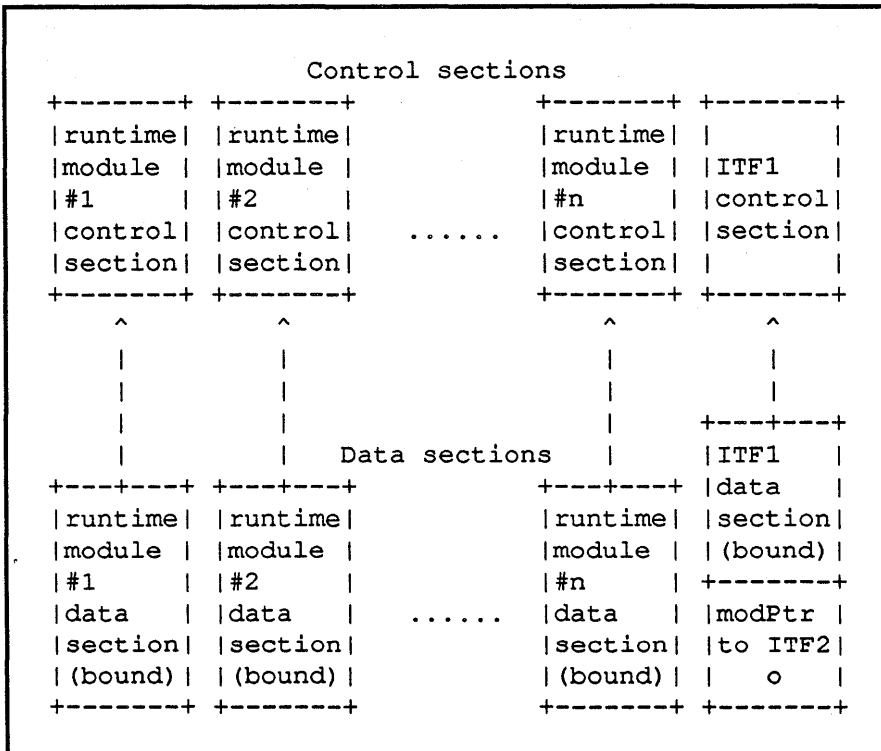 Control sections
+-------+ +-------+           +-------+ +-------+
|runtime| |runtime|           |runtime| |       |
|module | |module |           |module | |ITF1   |
|#1     | |#2     |           |#n     | |control|
|control| |control|   ......  |control| |section|
|section| |section|           |section| |       |
+-------+ +-------+           +-------+ +-------+
    ^         ^                   ^         ^
    |         |                   |         |
    |         |                   |         |
    |         |                   |     +---+---+
    |         |  Data sections    |     |ITF1   |
+---+---+ +---+---+           +---+---+ |data   |
|runtime| |runtime|           |runtime| |section|
|module | |module |           |module | |(bound)|
|#1     | |#2     |           |#n     | +-------+
|data   | |data   |   ......  |data   | |modPtr |
|section| |section|           |section| |to ITF2|
|(bound)| |(bound)|           |(bound)| |   o   |
+-------+ +-------+           +-------+ +-------+